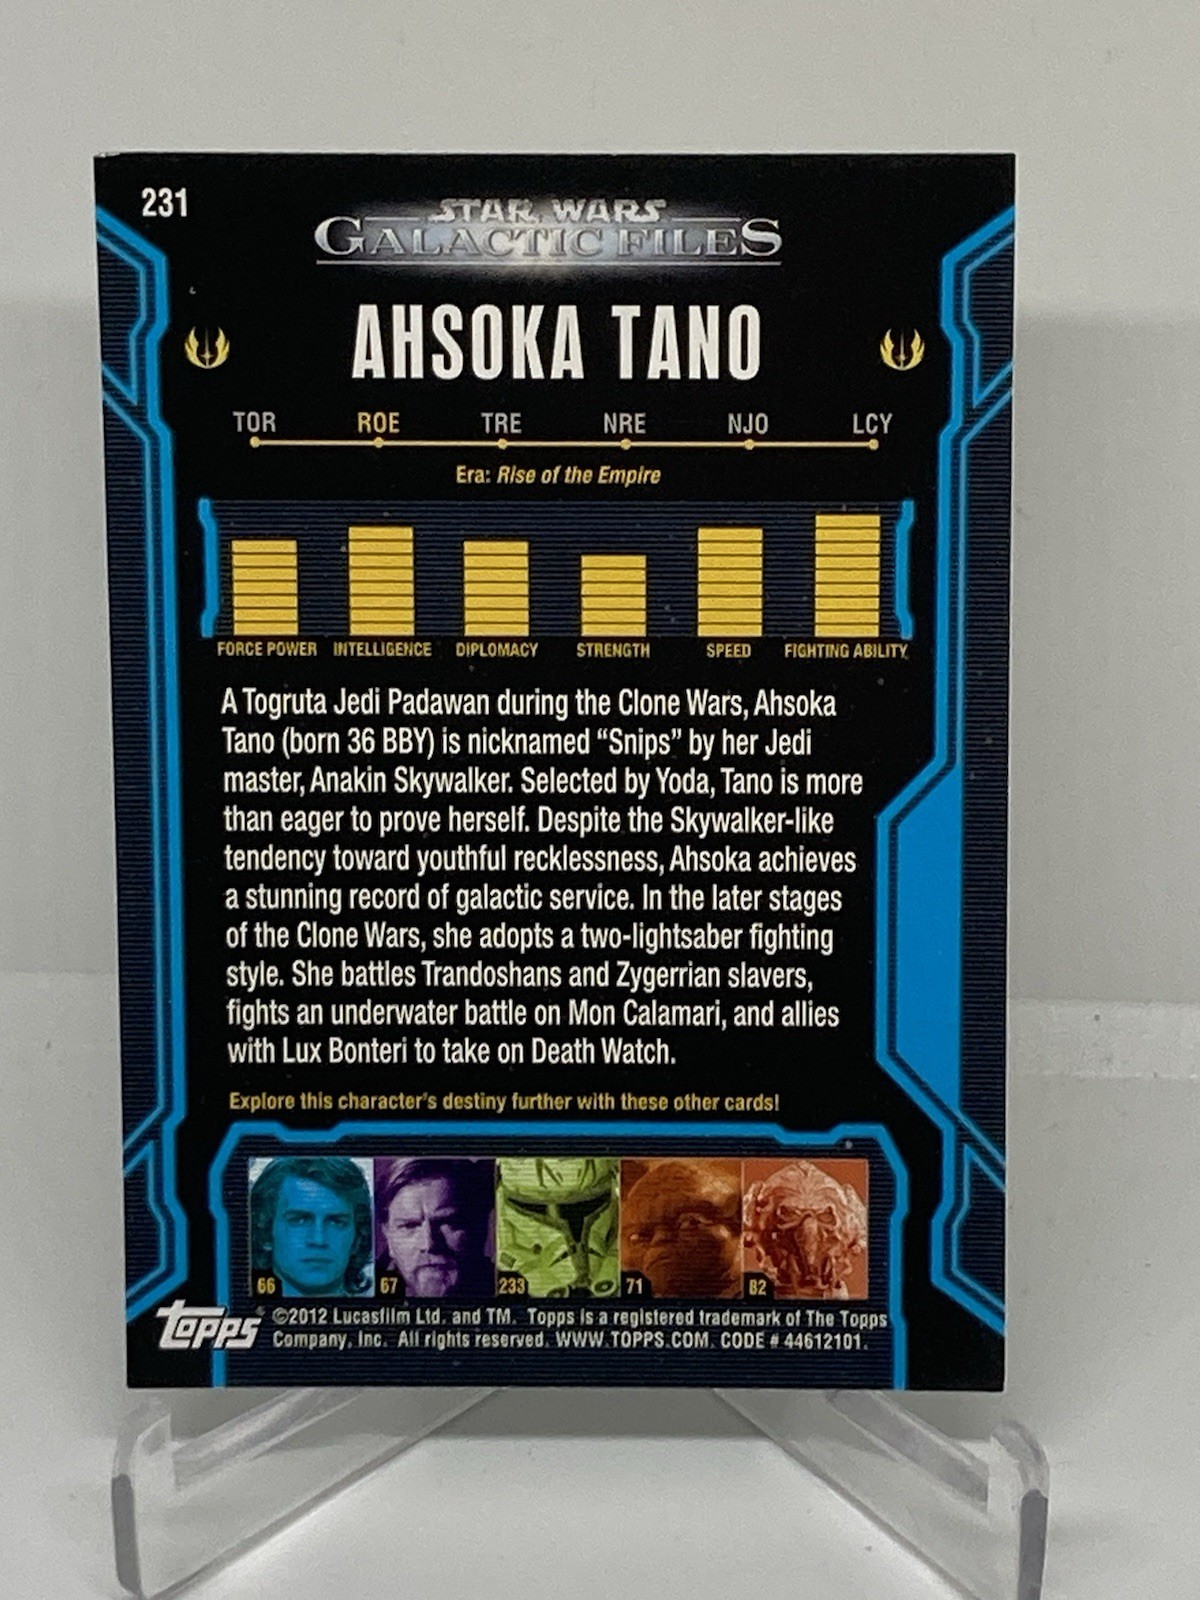 231
STAR WARS
GALACTIC FILES
AHSOKA TANO
TOR ROE TRE NRE NJO LCY
Era: Rise of the Empire
FORCE POWER INTELLIGENCE DIPLOMACY STRENGTH SPEED FIGHTING ABILITY
A Togruta Jedi Padawan during the Clone Wars, Ahsoka
Tano (born 36 BBY) is nicknamed “Snips” by her Jedi
master, Anakin Skywalker. Selected by Yoda, Tano is more
than eager to prove herself. Despite the Skywalker-like
tendency toward youthful recklessness, Ahsoka achieves
a stunning record of galactic service. In the later stages
of the Clone Wars, she adopts a two-lightsaber fighting
style. She battles Trandoshans and Zygerrian slavers,
fights an underwater battle on Mon Calamari, and allies
with Lux Bonteri to take on Death Watch.
Explore this character's destiny further with these other cards!
66 67 233 71 82
topps
©2012 Lucasfilm Ltd. and TM. Topps is a registered trademark of The Topps
Company, Inc. All rights reserved. WWW.TOPPS.COM. CODE # 44612101.